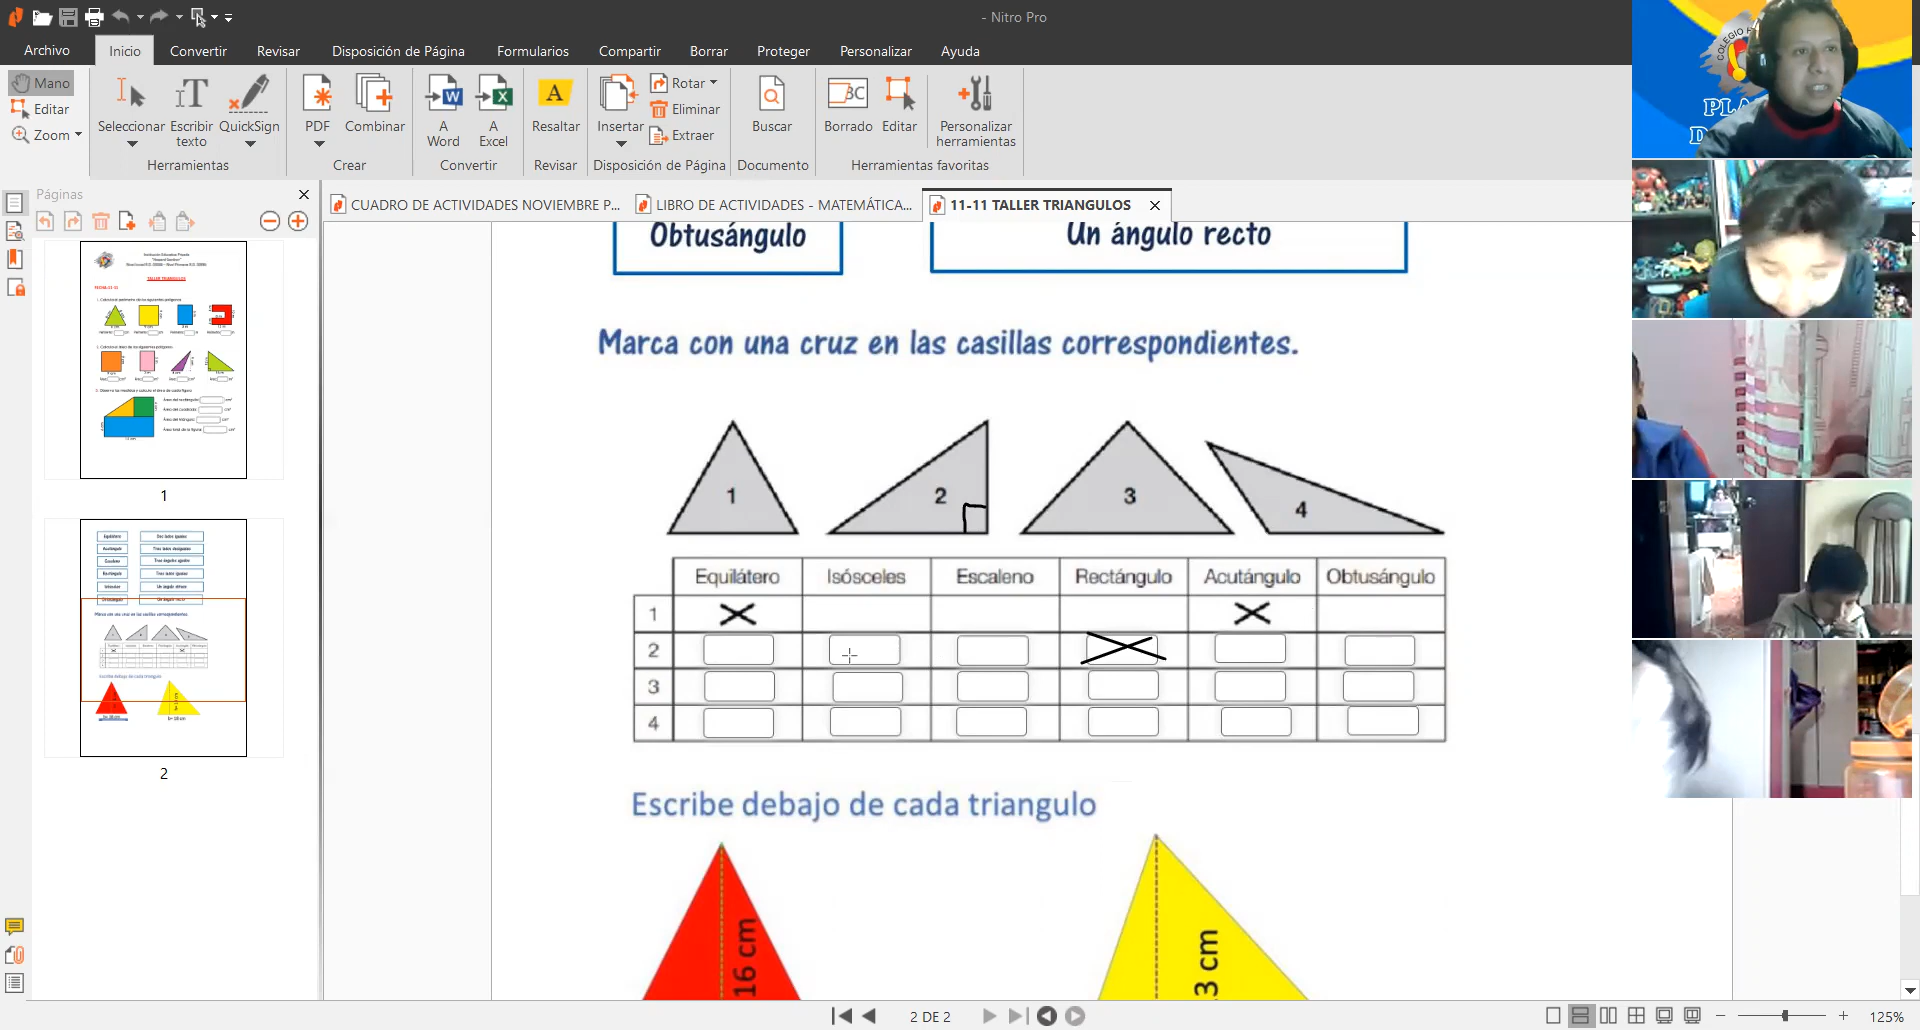 - Nitro Pro
Archivo Inicio Convertir Revisar Disposición de Página Formularios Compartir Borrar Proteger Personalizar Ayuda
Mano
Editar
Zoom
Seleccionar
Escribir texto
QuickSign
Herramientas
PDF
Combinar
Crear
A Word
A Excel
Convertir
A
Resaltar
Revisar
Insertar
Rotar
Eliminar
Extraer
Disposición de Página
Buscar
Documento
Borrado
Editar
Personalizar herramientas
Herramientas favoritas
Páginas
CUADRO DE ACTIVIDADES NOVIEMBRE P...
LIBRO DE ACTIVIDADES - MATEMÁTICA...
11-11 TALLER TRIANGULOS
TALLER TRIANGULOS
1
2
Obtusángulo
Un ángulo recto
Marca con una cruz en las casillas correspondientes.
1 2 3 4
Equilátero Isósceles Escaleno Rectángulo Acutángulo Obtusángulo
1
2
3
4
Escribe debajo de cada triangulo
16 cm
3 cm
2 DE 2
125%